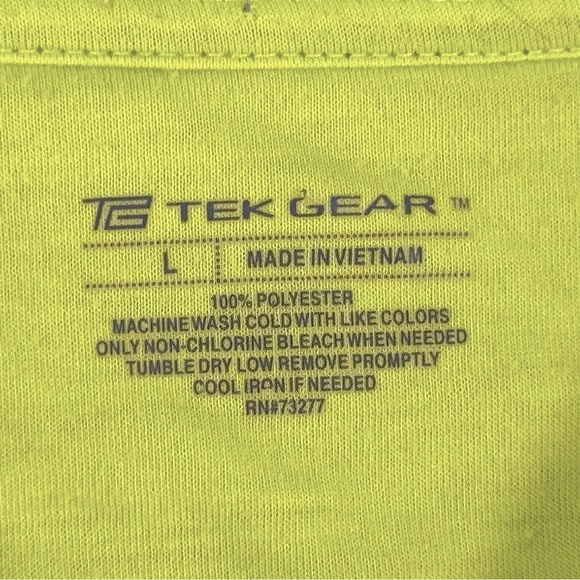 TG TEK GEAR ™
L MADE IN VIETNAM
100% POLYESTER
MACHINE WASH COLD WITH LIKE COLORS
ONLY NON-CHLORINE BLEACH WHEN NEEDED
TUMBLE DRY LOW REMOVE PROMPTLY
COOL IRON IF NEEDED
RN#73277